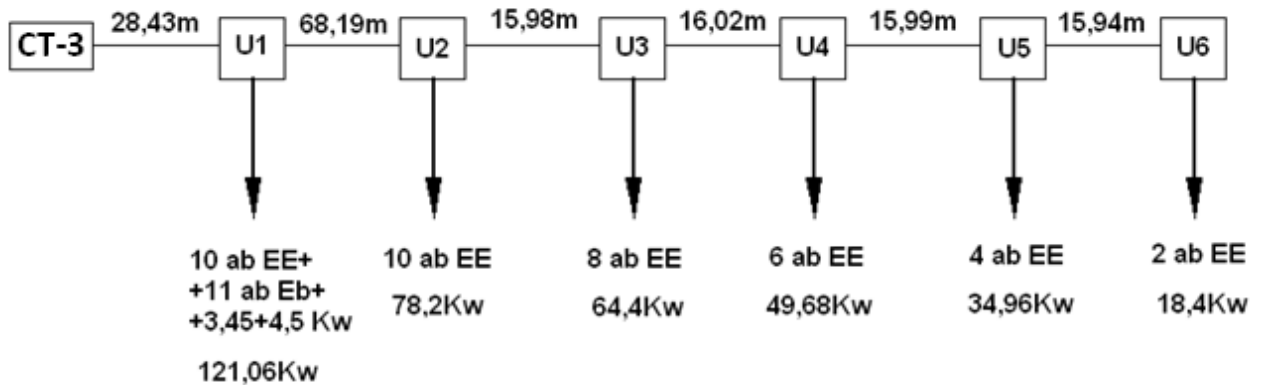 28,43m 68,19m 15,98m 16,02m 15,99m 15,94m
CT-3 U1 U2 U3 U4 U5 U6
10 ab EE+ 10 ab EE 8 ab EE 6 ab EE 4 ab EE 2 ab EE
+11 ab Eb+
+3,45+4,5 Kw 78,2Kw 64,4Kw 49,68Kw 34,96Kw 18,4Kw
121,06Kw